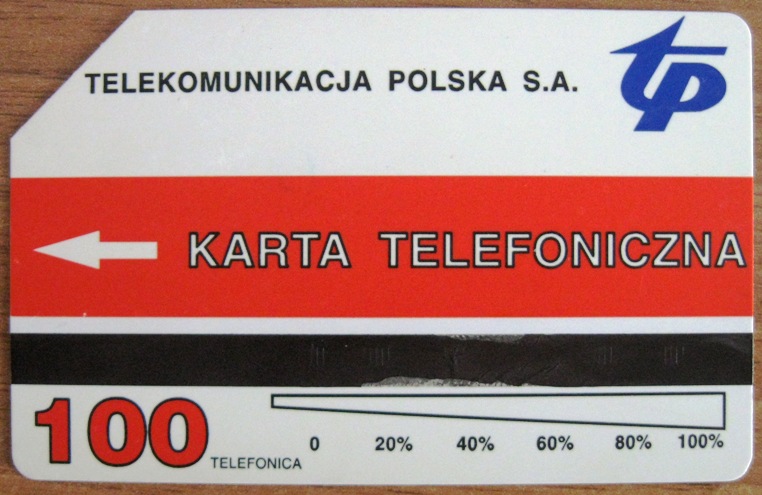 TELEKOMUNIKACJA POLSKA S.A.
tp
KARTA TELEFONICZNA
100
TELEFONICA
0 20% 40% 60% 80% 100%